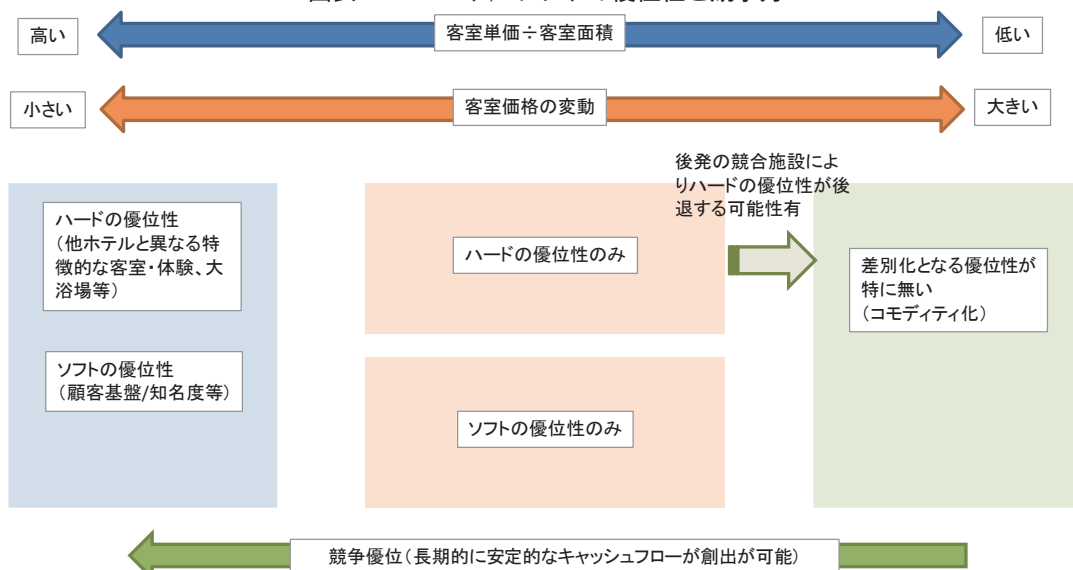 高い
客室単価÷客室面積
低い
小さい
客室価格の変動
大きい
後発の競合施設によ
りハードの優位性が後
退する可能性有
ハードの優位性
(他ホテルと異なる特
徴的な客室・体験、大
浴場等)
ハードの優位性のみ
差別化となる優位性が
特に無い
(コモディティ化)
ソフトの優位性
(顧客基盤/知名度等)
ソフトの優位性のみ
競争優位(長期的に安定的なキャッシュフローが創出が可能)